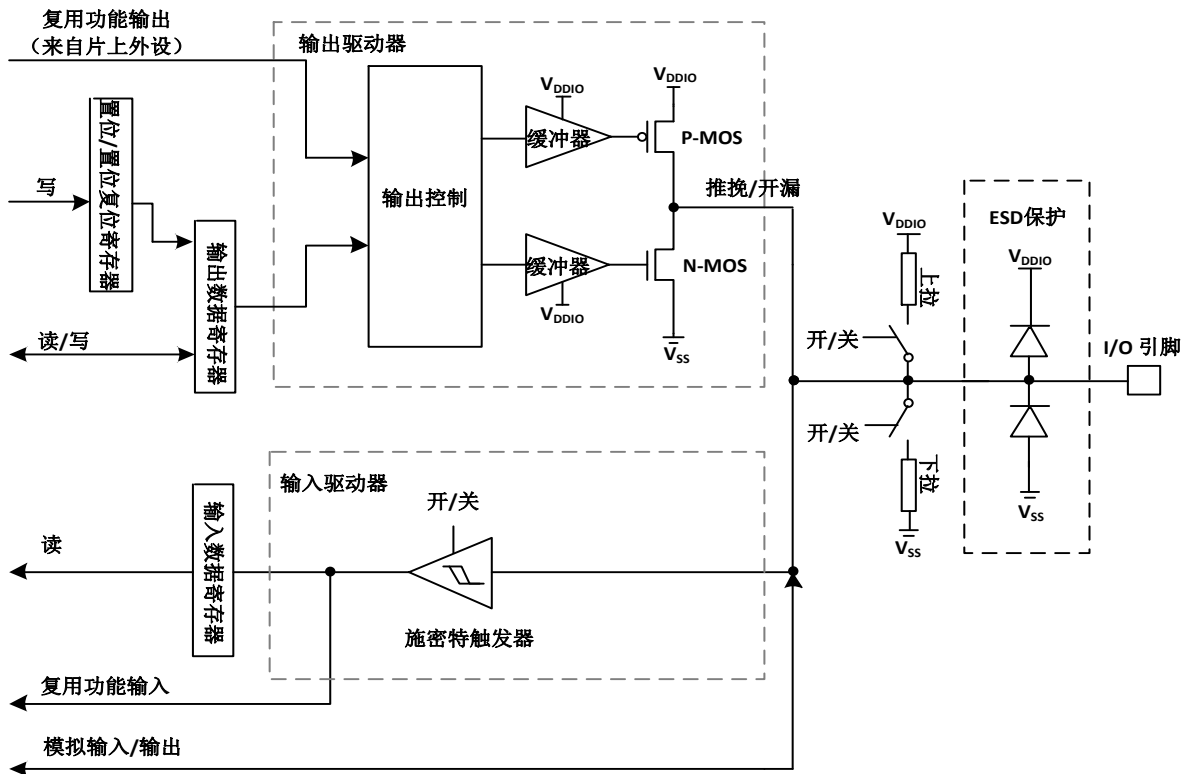 复用功能输出
（来自片上外设）
输出驱动器
VDDIO
VDDIO
缓冲器
P-MOS
置位/置位复位寄存器
写
输出控制
推挽/开漏
ESD保护
VDDIO
VDDIO
输出数据寄存器
缓冲器
N-MOS
VDDIO
上拉
读/写
VSS
开/关
I/O 引脚
开/关
输入驱动器
下拉
开/关
VSS
VSS
输入数据寄存器
读
施密特触发器
复用功能输入
模拟输入/输出